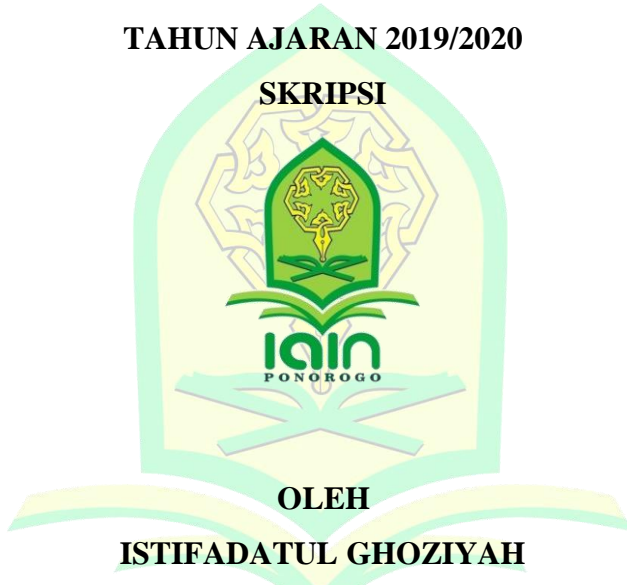 TAHUN AJARAN 2019/2020
SKRIPSI
IAIN
PONOROGO
OLEH
ISTIFADATUL GHOZIYAH